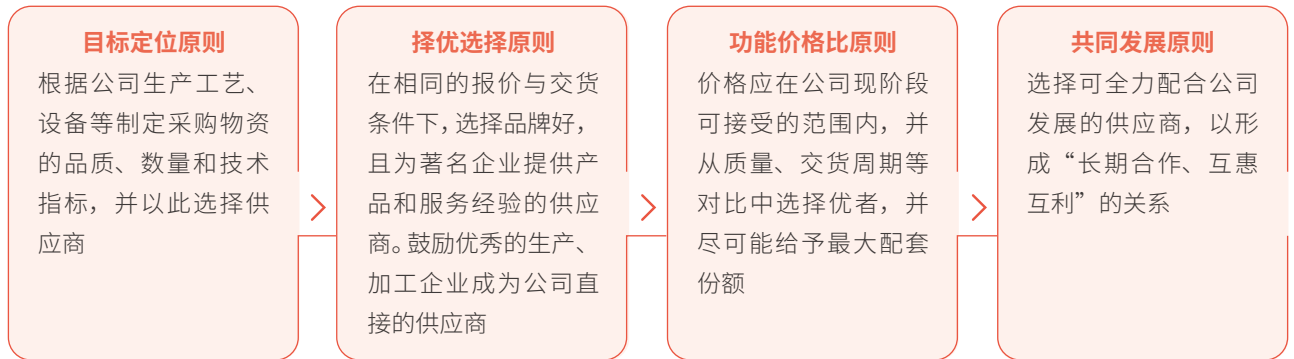 目标定位原则
根据公司生产工艺、
设备等制定采购物资
的品质、数量和技术
指标，并以此选择供
应商
择优选择原则
在相同的报价与交货
条件下，选择品牌好，
且为著名企业提供产
品和服务经验的供应
商。鼓励优秀的生产、
加工企业成为公司直
接的供应商
功能价格比原则
价格应在公司现阶段
可接受的范围内，并
从质量、交货周期等
对比中选择优者，并
尽可能给予最大配套
份额
共同发展原则
选择可全力配合公司
发展的供应商，以形
成“长期合作、互惠
互利”的关系